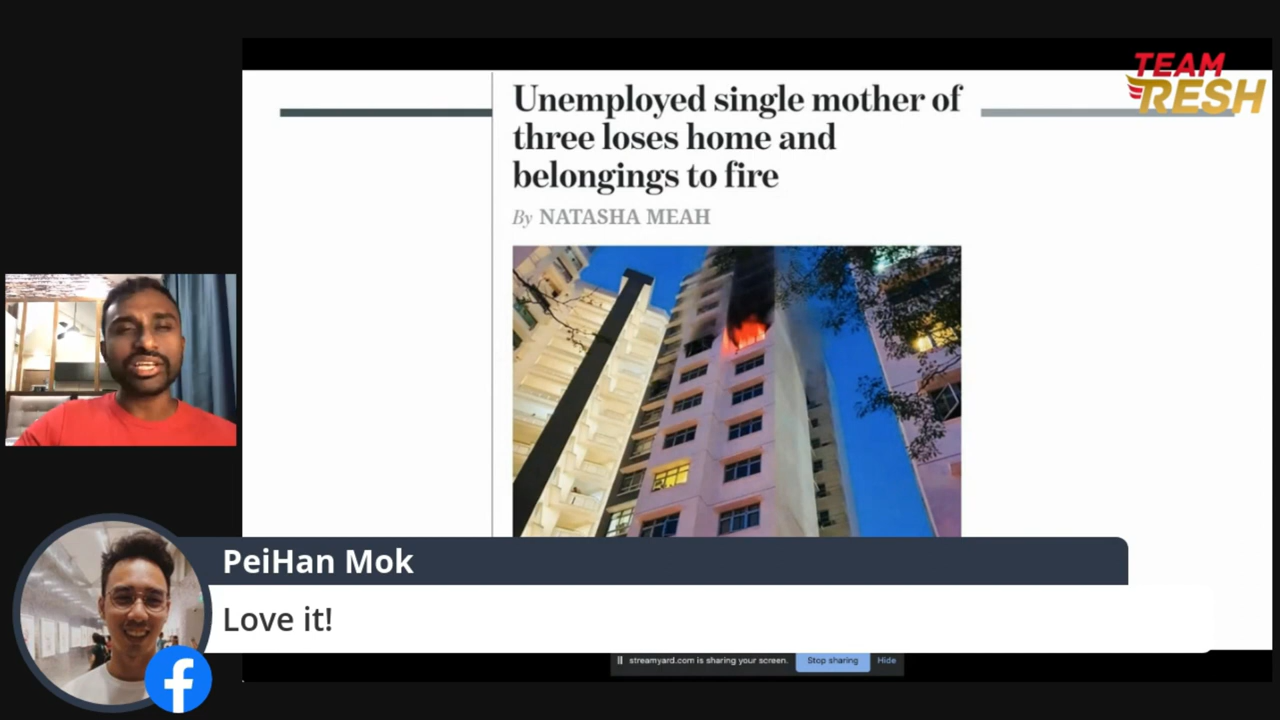 TEAM
RESH
Unemployed single mother of
three loses home and
belongings to fire
By NATASHA MEAH
PeiHan Mok
Love it!
streamyard.com is sharing your screen.
Stop sharing
Hide